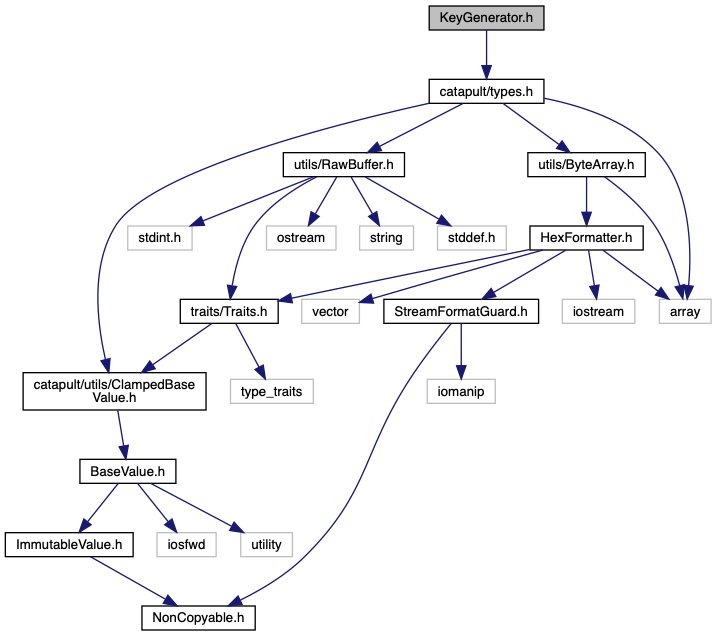 KeyGenerator.h
catapult/types.h
utils/RawBuffer.h
utils/ByteArray.h
stdint.h
ostream
string
stddef.h
HexFormatter.h
traits/Traits.h
vector
StreamFormatGuard.h
iostream
array
catapult/utils/ClampedBase
Value.h
type_traits
iomanip
BaseValue.h
ImmutableValue.h
iosfwd
utility
NonCopyable.h